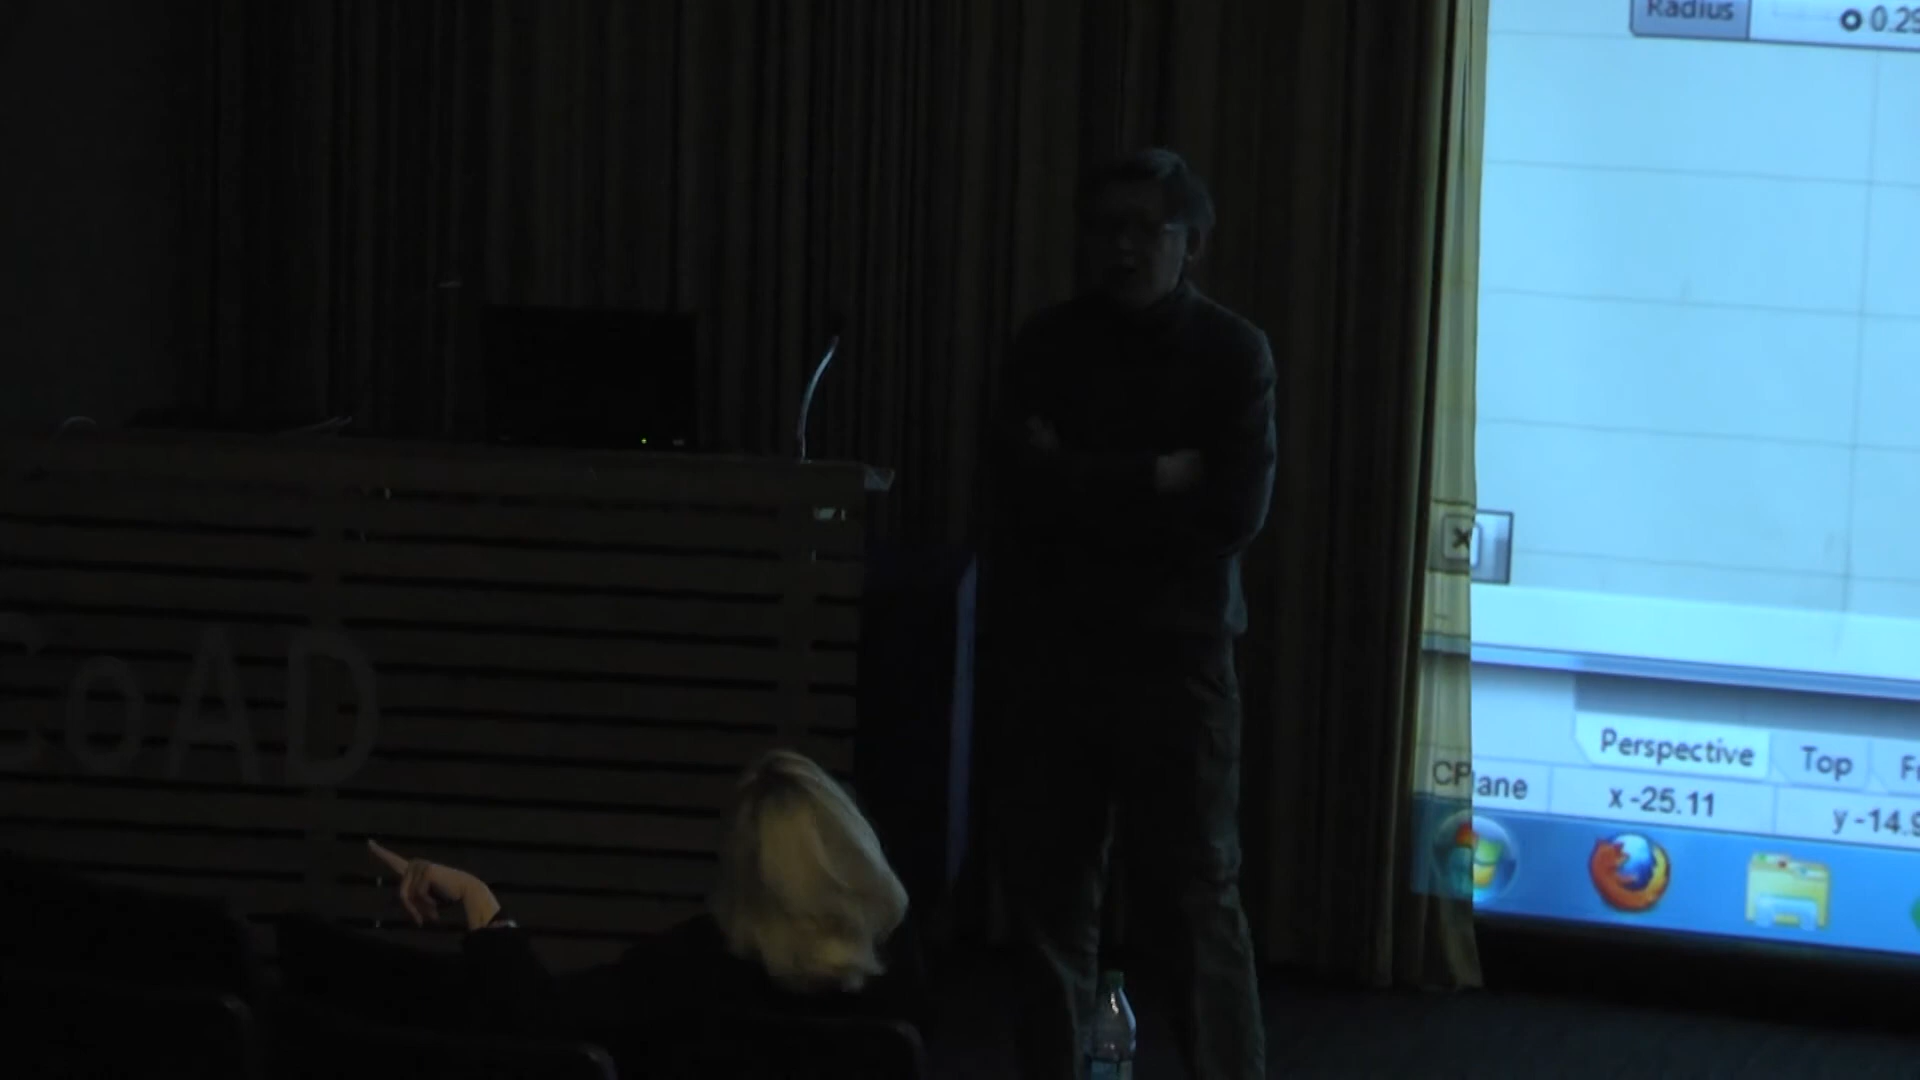 Radius 0.29
CoAD
Perspective Top
CPlane x -25.11 y -14.9